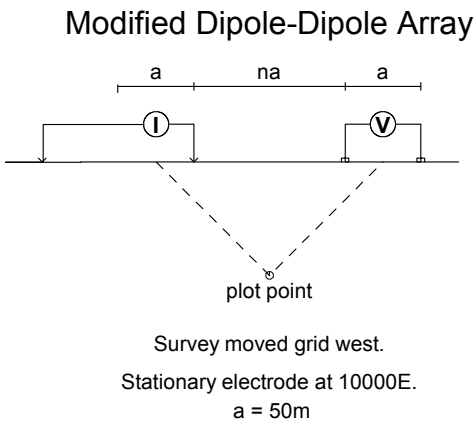 Modified Dipole-Dipole Array
a na a
I V
plot point
Survey moved grid west.
Stationary electrode at 10000E.
a = 50m